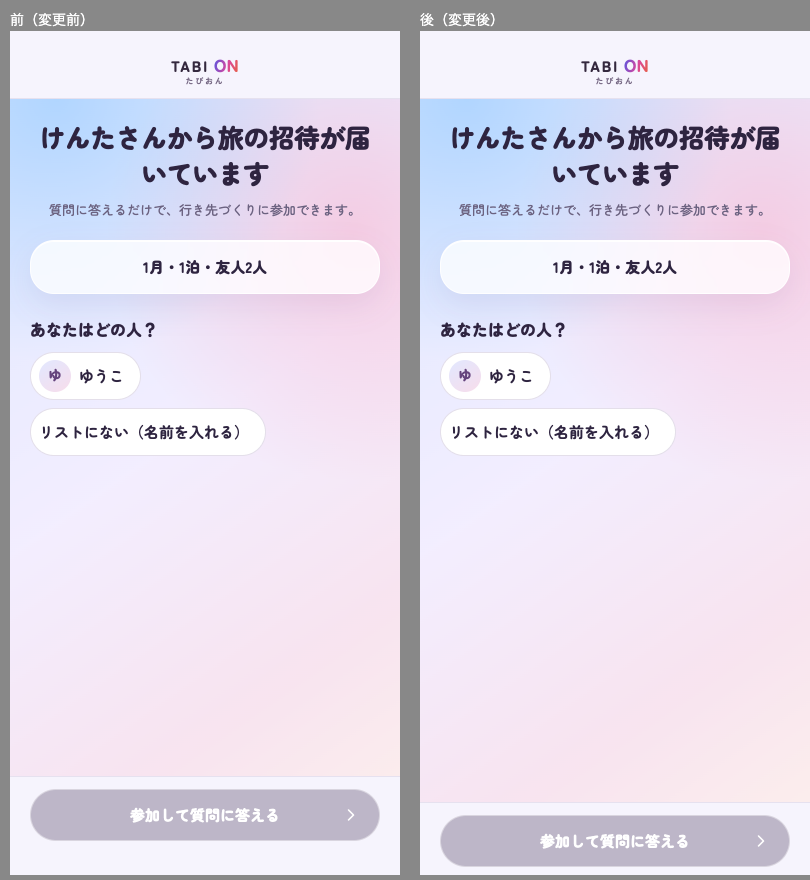 前（変更前）
TABI ON
たびおん
けんたさんから旅の招待が届
いています
質問に答えるだけで、行き先づくりに参加できます。
1月・1泊・友人2人
あなたはどの人？
ゆ ゆうこ
リストにない（名前を入れる）
参加して質問に答える
後（変更後）
TABI ON
たびおん
けんたさんから旅の招待が届
いています
質問に答えるだけで、行き先づくりに参加できます。
1月・1泊・友人2人
あなたはどの人？
ゆ ゆうこ
リストにない（名前を入れる）
参加して質問に答える